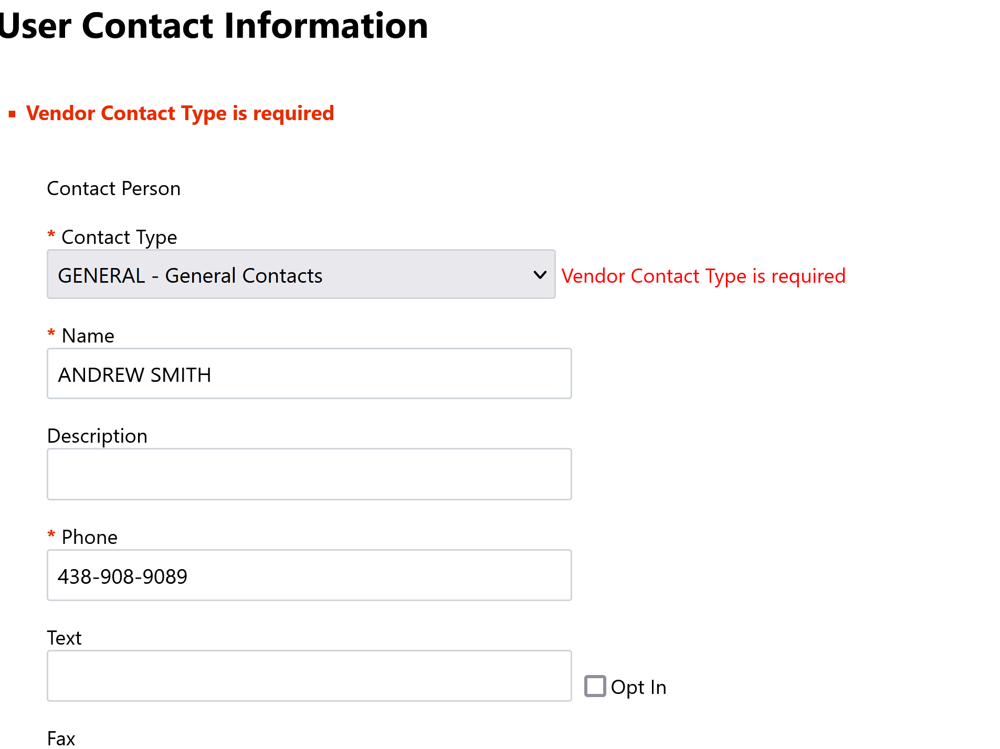 User Contact Information
Vendor Contact Type is required
Contact Person
* Contact Type
GENERAL - General Contacts
Vendor Contact Type is required
* Name
ANDREW SMITH
Description
* Phone
438-908-9089
Text
Opt In
Fax